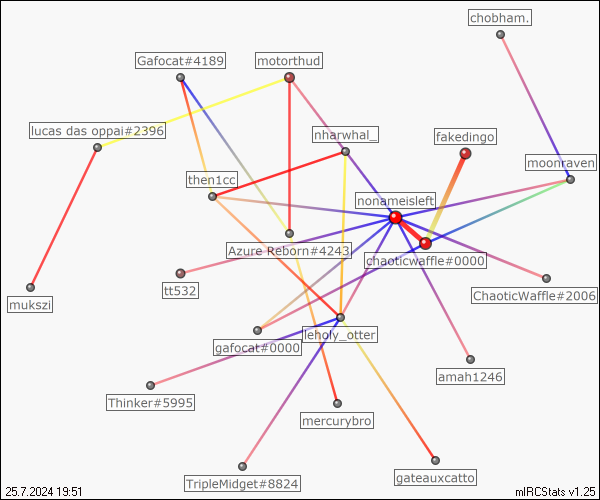 chobham.
Gafocat#4189
motorthud
lucas das oppai#2396
nharwhal_
fakedingo
moonraven
then1cc
nonameisleft
Azure Reborn#4243
chaoticwaffle#0000
tt532
ChaoticWaffle#2006
mukszi
leholy_otter
gafocat#0000
amah1246
Thinker#5995
mercurybro
TripleMidget#8824
gateauxcatto
25.7.2024 19:51
mIRCStats v1.25